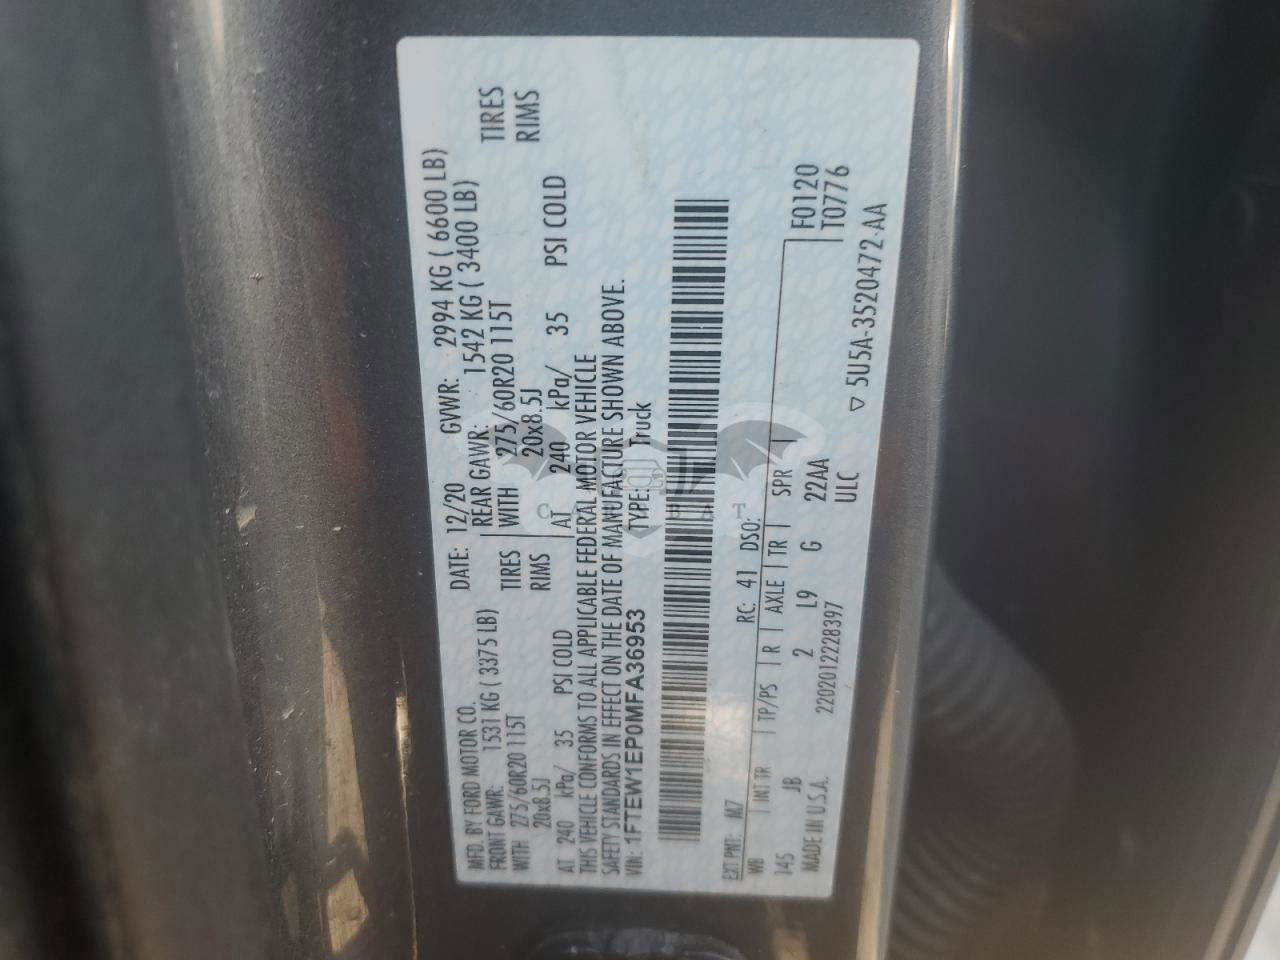 MFD. BY FORD MOTOR CO.
DATE: 12/20 GVWR: 2994 KG ( 6600 LB)
FRONT GAWR: 1531 KG ( 3375 LB) REAR GAWR: 1542 KG ( 3400 LB)
WITH 275/60R20 115T TIRES WITH 275/60R20 115T TIRES
20x8.5J RIMS 20x8.5J RIMS
AT 240 kPa/ 35 PSI COLD AT 240 kPa/ 35 PSI COLD
THIS VEHICLE CONFORMS TO ALL APPLICABLE FEDERAL MOTOR VEHICLE
SAFETY STANDARDS IN EFFECT ON THE DATE OF MANUFACTURE SHOWN ABOVE.
VIN: 1FTEW1EP0MFA36953 TYPE: Truck
EXT PNT: M7 RC: 41 DSO:
WB INT TR TP/PS R AXLE TR SPR F0120
145 JB 2 L9 G 22AA T0776
MADE IN U.S.A. 2202012228397 ULC
▽ 5U5A-3520472-AA